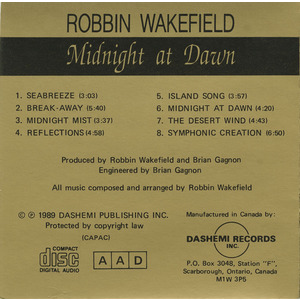 ROBBIN WAKEFIELD
Midnight at Dawn
1. SEABREEZE (3:03)
2. BREAK-AWAY (5:40)
3. MIDNIGHT MIST (3:37)
4. REFLECTIONS (4:58)
5. ISLAND SONG (3:57)
6. MIDNIGHT AT DAWN (4:20)
7. THE DESERT WIND (4:43)
8. SYMPHONIC CREATION (6:50)
Produced by Robbin Wakefield and Brian Gagnon
Engineered by Brian Gagnon
All music composed and arranged by Robbin Wakefield
© ℗ 1989 DASHEMI PUBLISHING INC.
Protected by copyright law
(CAPAC)
COMPACT
disc
DIGITAL AUDIO
A A D
Manufactured in Canada by:
DASHEMI RECORDS
INC.
P.O. Box 3048, Station "F",
Scarborough, Ontario, Canada
M1W 3P5